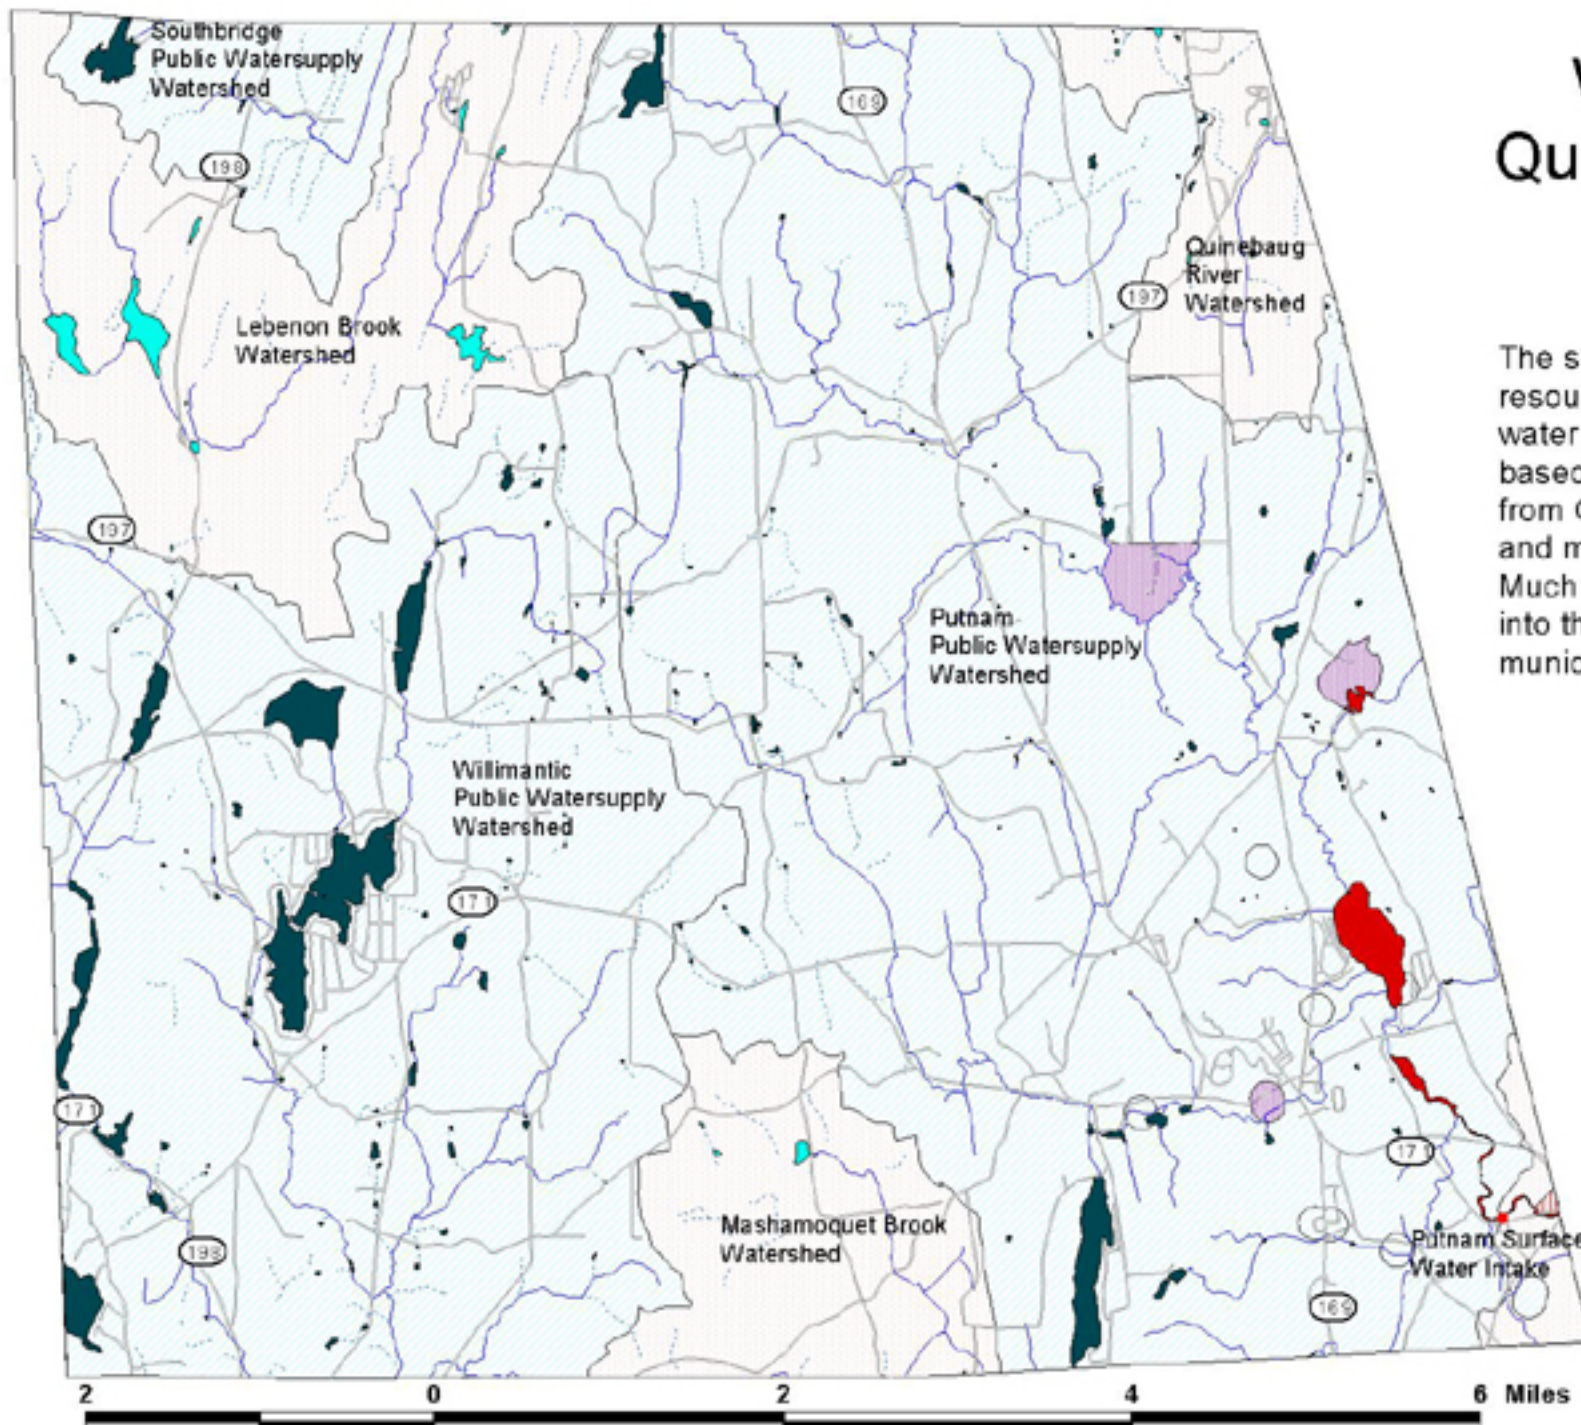 Southbridge
Public Watersupply
Watershed
169
198
Qu
Quinebaug
River
Watershed
197
Lebenon Brook
Watershed
The s
resou
water
based
from
and m
Much
into th
munic
197
Putnam
Public Watersupply
Watershed
Willimantic
Public Watersupply
Watershed
171
171
171
Mashamoquet Brook
Watershed
198
Putnam Surface
Water Intake
169
2 0 2 4 6 Miles